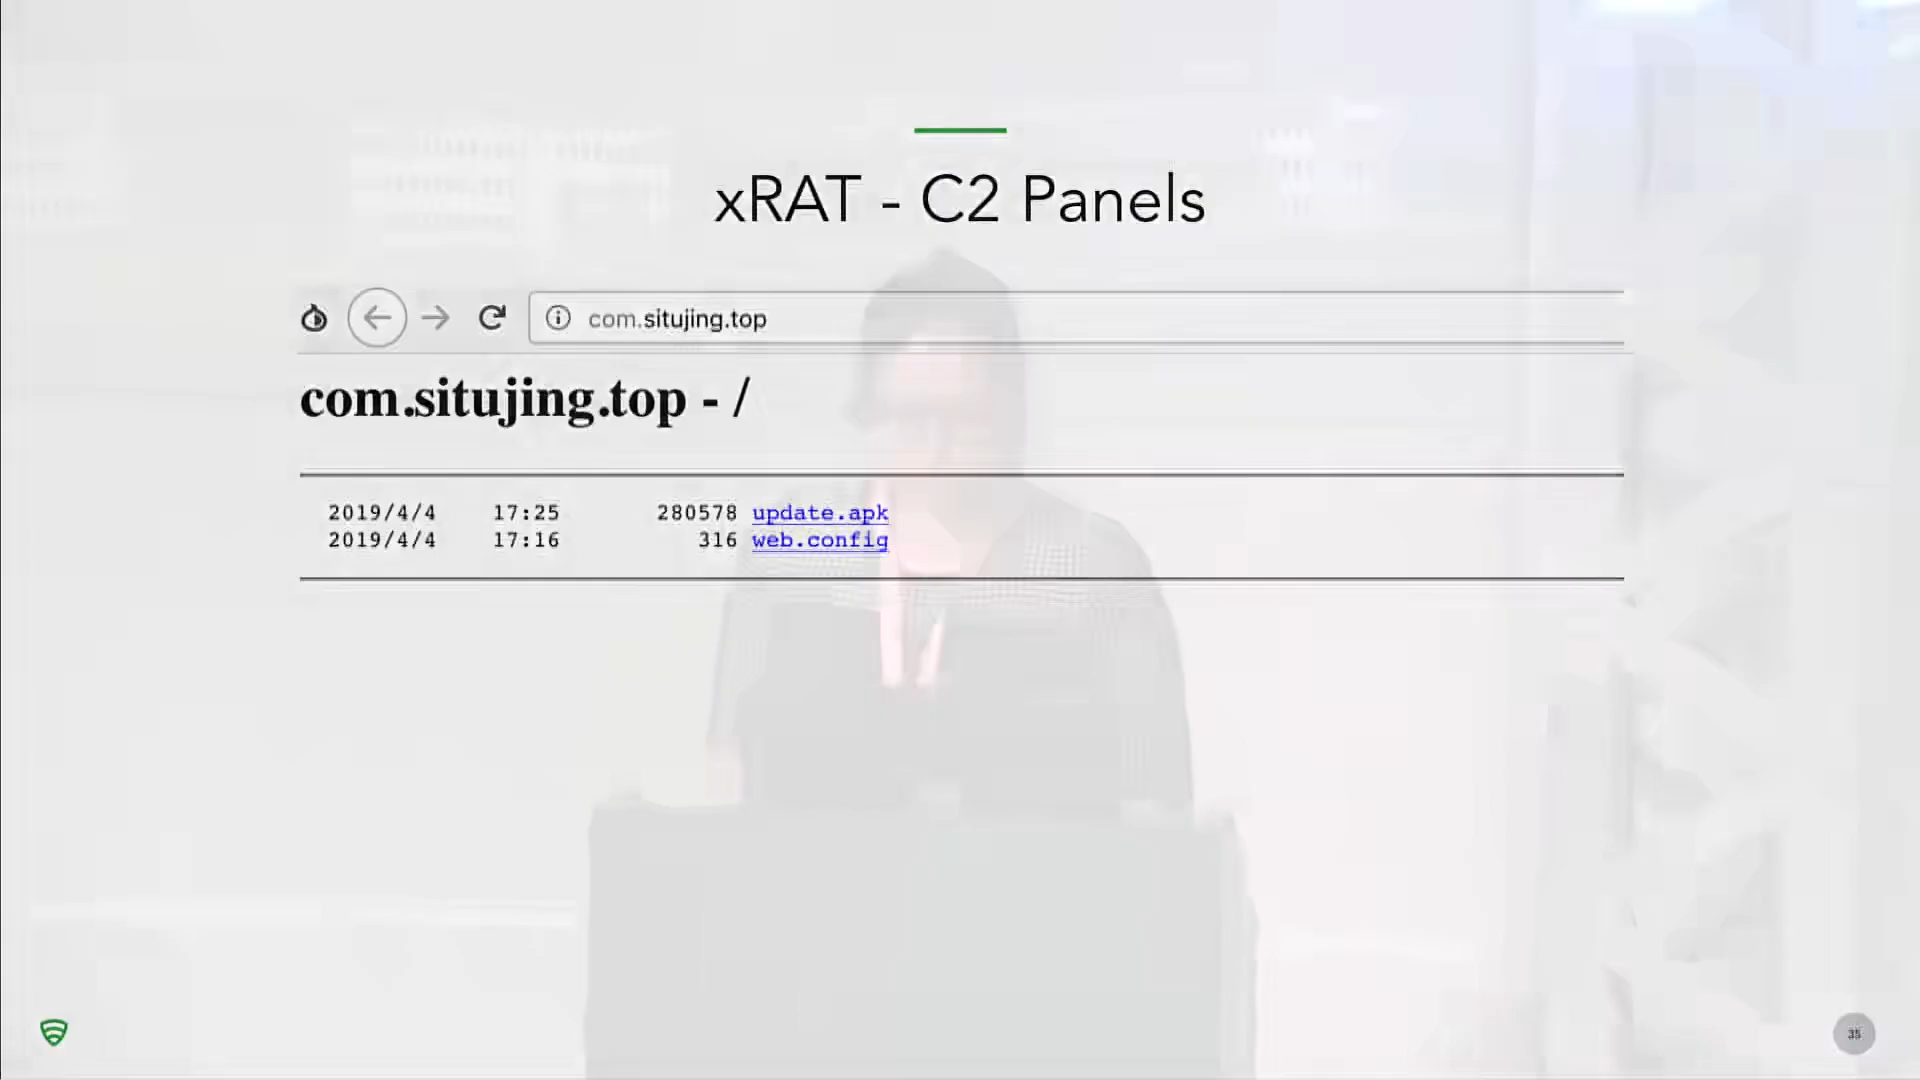 xRAT - C2 Panels
com.situjing.top
com.situjing.top - /
2019/4/4 17:25 280578 update.apk
2019/4/4 17:16 316 web.config
35